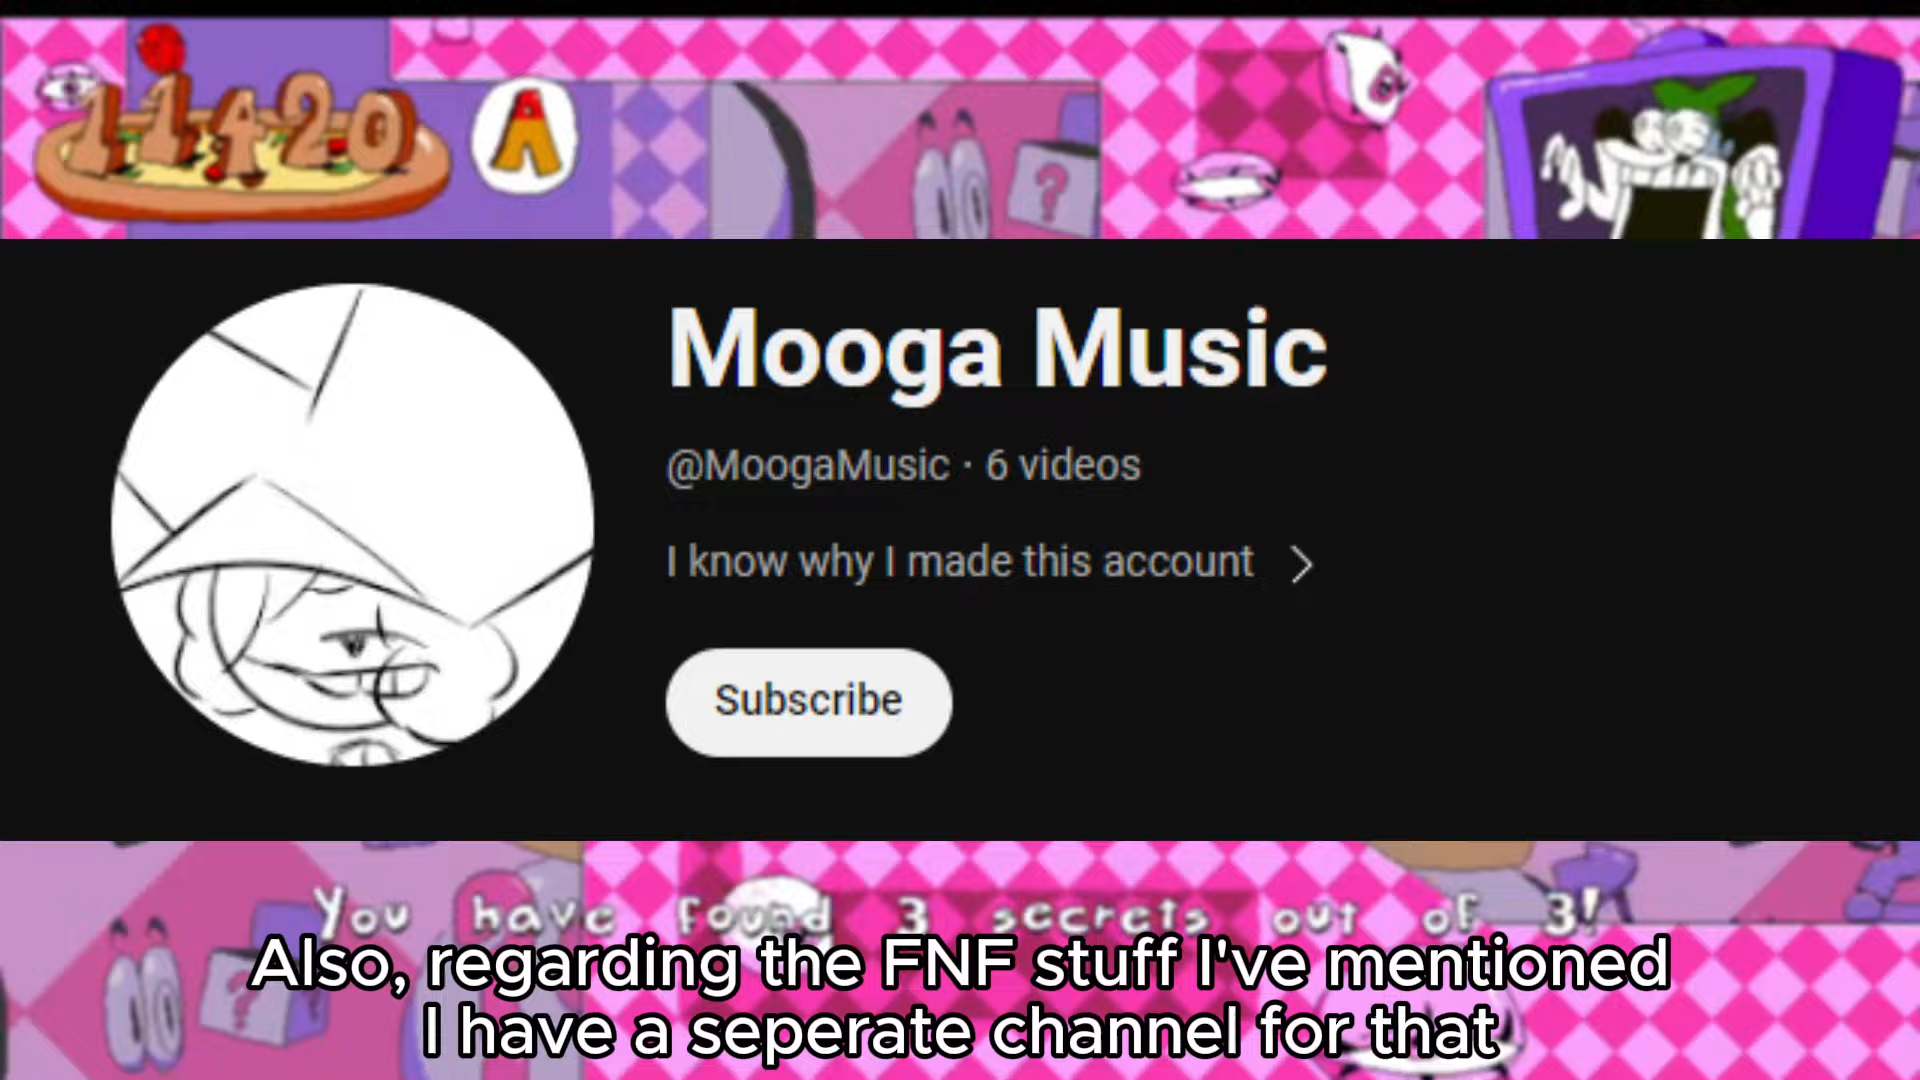 11420
A
?
Mooga Music
@MoogaMusic · 6 videos
I know why I made this account
Subscribe
You have found 3 secrets out of 3!
Also, regarding the FNF stuff I've mentioned
?
I have a seperate channel for that